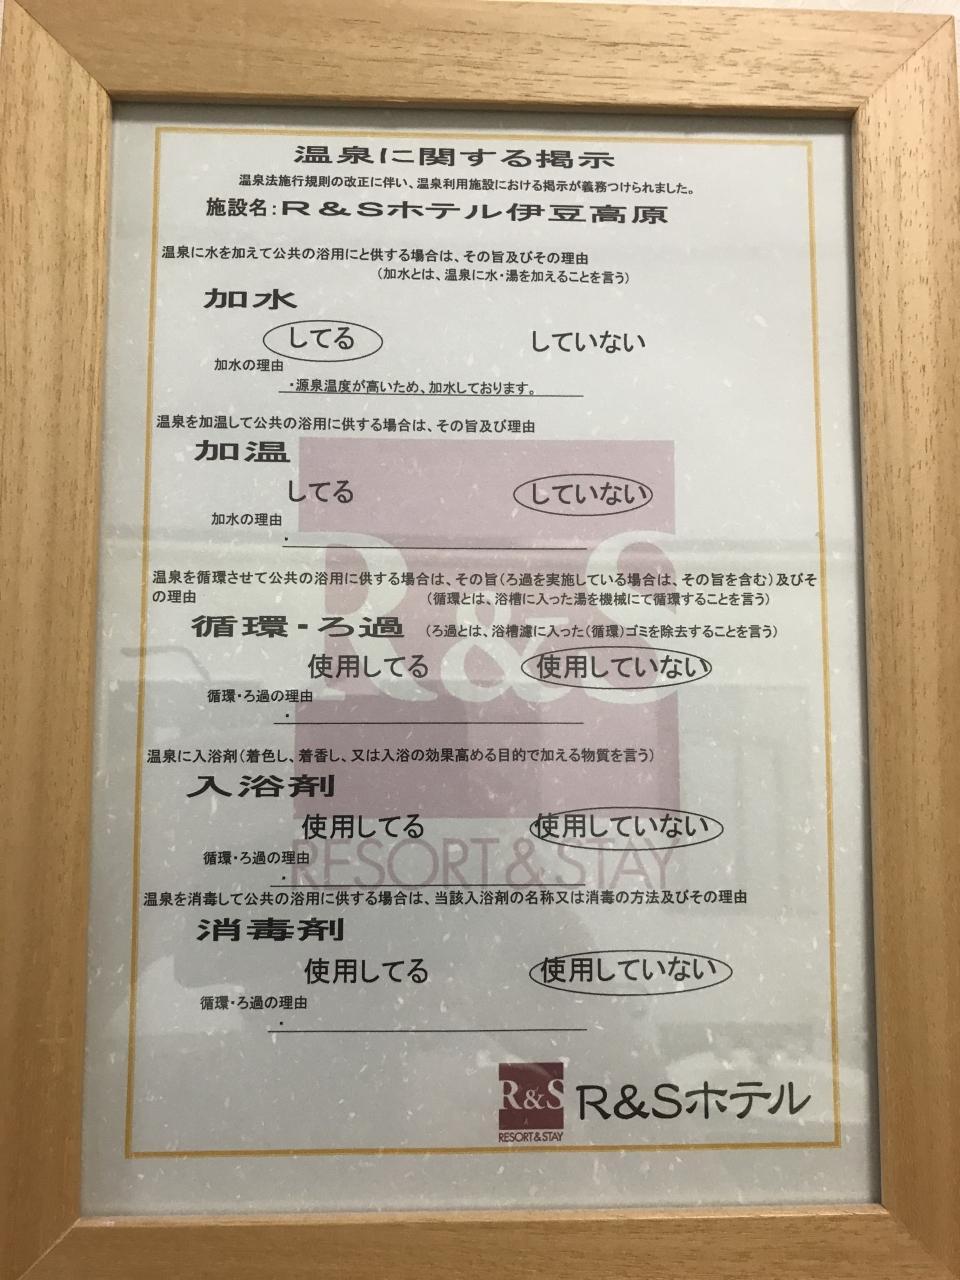 温泉に関する掲示
温泉法施行規則の改正に伴い、温泉利用施設における掲示が義務つけられました。
施設名:R&Sホテル伊豆高原
温泉に水を加えて公共の浴用にと供する場合は、その旨及びその理由
(加水とは、温泉に水・湯を加えることを言う)
加水
してる していない
加水の理由
・源泉温度が高いため、加水しております。
温泉を加温して公共の浴用に供する場合は、その旨及び理由
加温
してる していない
加水の理由
・
温泉を循環させて公共の浴用に供する場合は、その旨(ろ過を実施している場合は、その旨を含む)及びそ
の理由 (循環とは、浴槽に入った湯を機械にて循環することを言う)
循環・ろ過 (ろ過とは、浴槽濾に入った(循環)ゴミを除去することを言う)
使用してる 使用していない
循環・ろ過の理由
・
温泉に入浴剤(着色し、着香し、又は入浴の効果高める目的で加える物質を言う)
入浴剤
使用してる 使用していない
循環・ろ過の理由
・
温泉を消毒して公共の浴用に供する場合は、当該入浴剤の名称又は消毒の方法及びその理由
消毒剤
使用してる 使用していない
循環・ろ過の理由
・
R&S
RESORT&STAY
R&S
RESORT&STAY
R&Sホテル